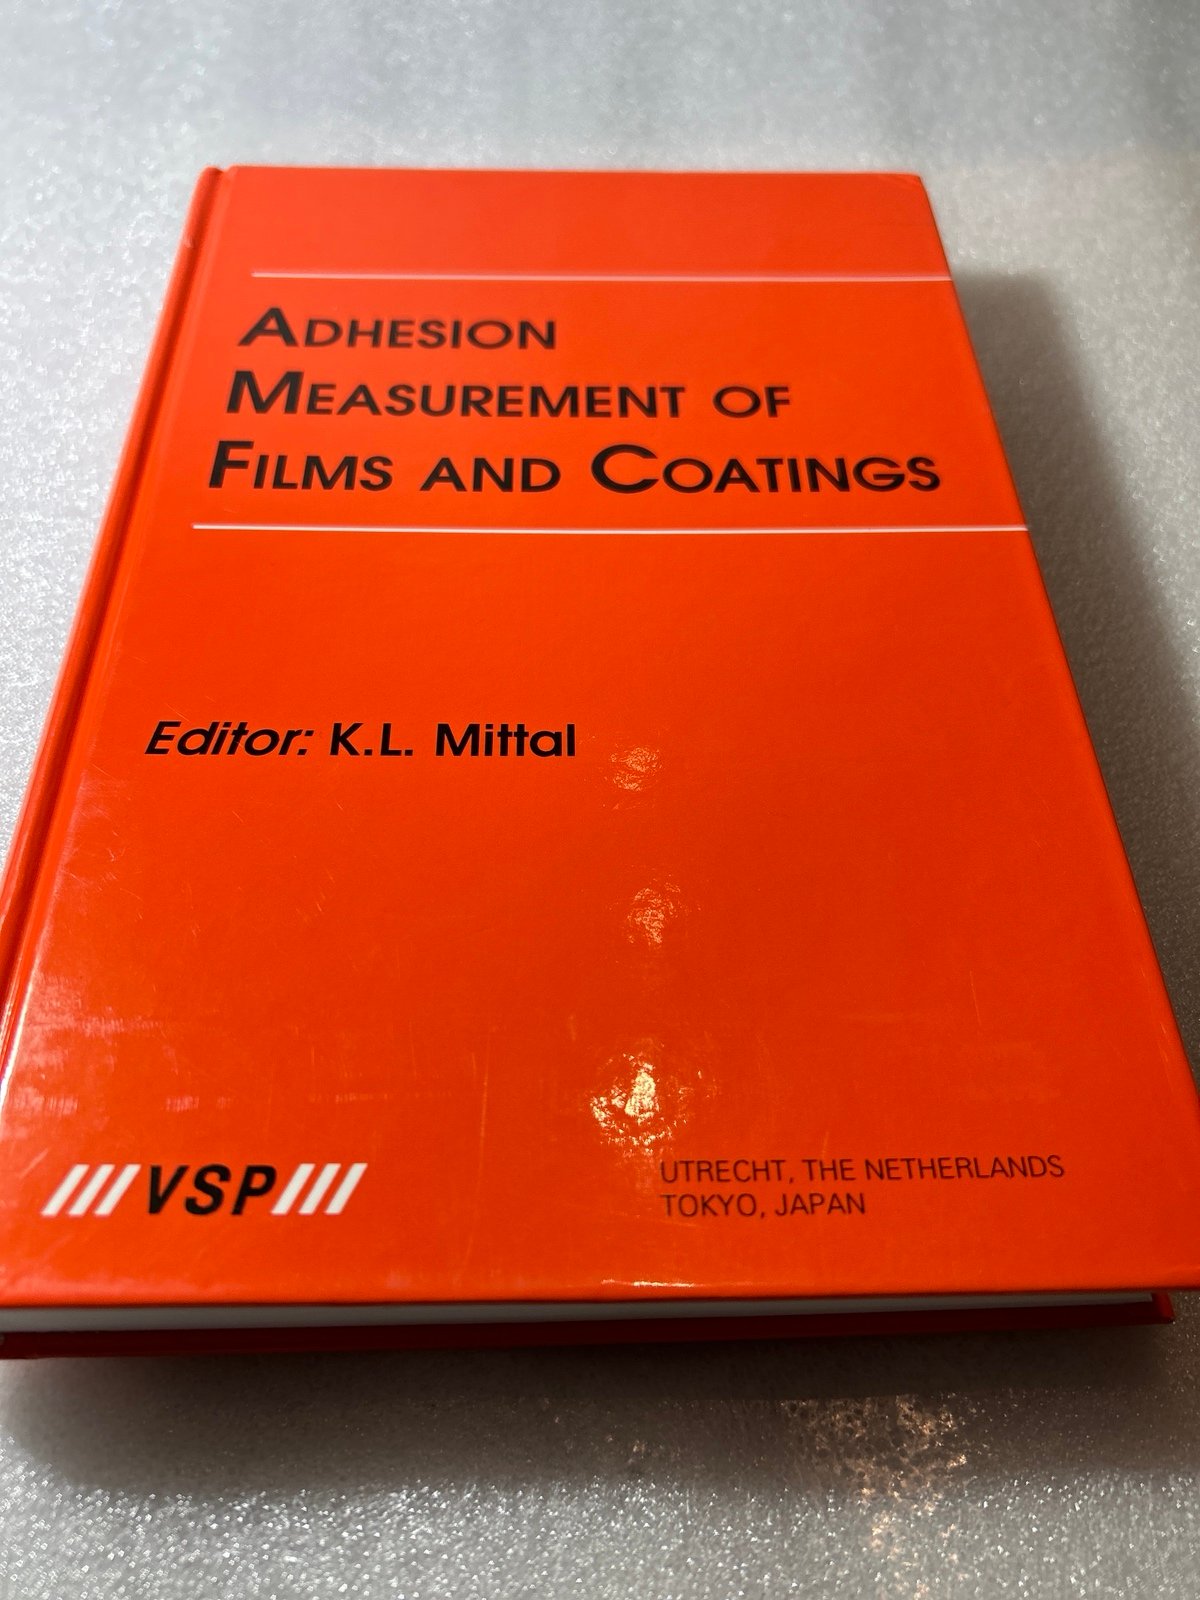 ADHESION
MEASUREMENT OF
FILMS AND COATINGS
Editor: K.L. Mittal
VSP
UTRECHT, THE NETHERLANDS
TOKYO, JAPAN